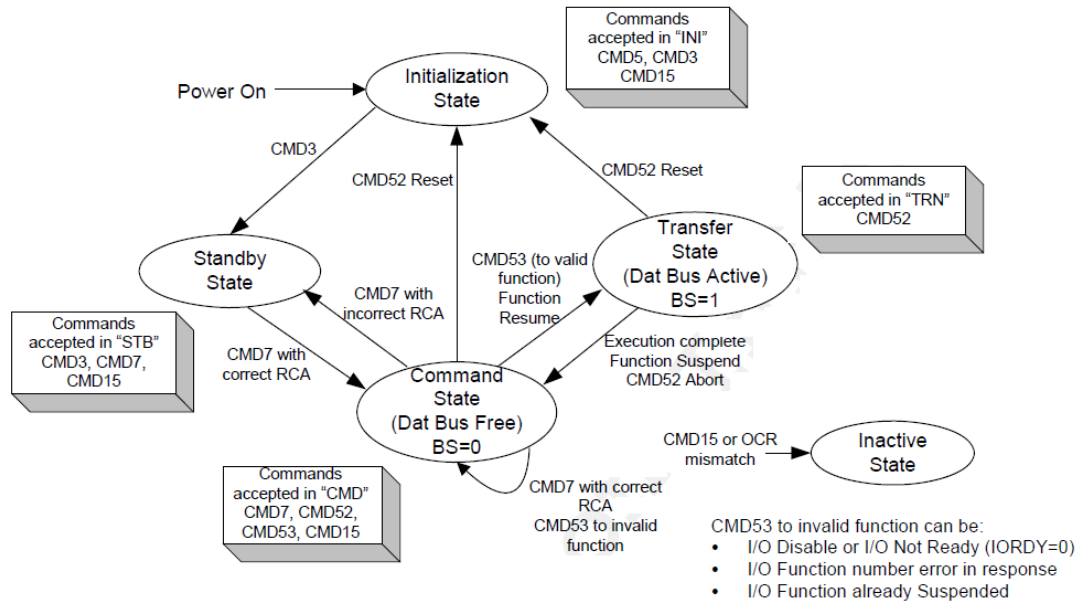 Commands
accepted in "INI"
CMD5, CMD3
CMD15
Power On
Initialization
State
CMD3
CMD52 Reset
CMD52 Reset
Commands
accepted in "TRN"
CMD52
Standby
State
CMD53 (to valid
function)
Function
Resume
Transfer
State
(Dat Bus Active)
BS=1
CMD7 with
incorrect RCA
Commands
accepted in "STB"
CMD3, CMD7,
CMD15
CMD7 with
correct RCA
Execution complete
Function Suspend
CMD52 Abort
Command
State
(Dat Bus Free)
BS=0
CMD15 or OCR
mismatch
Inactive
State
Commands
accepted in "CMD"
CMD7, CMD52,
CMD53, CMD15
CMD7 with correct
RCA
CMD53 to invalid
function
CMD53 to invalid function can be:
• I/O Disable or I/O Not Ready (IORDY=0)
• I/O Function number error in response
• I/O Function already Suspended